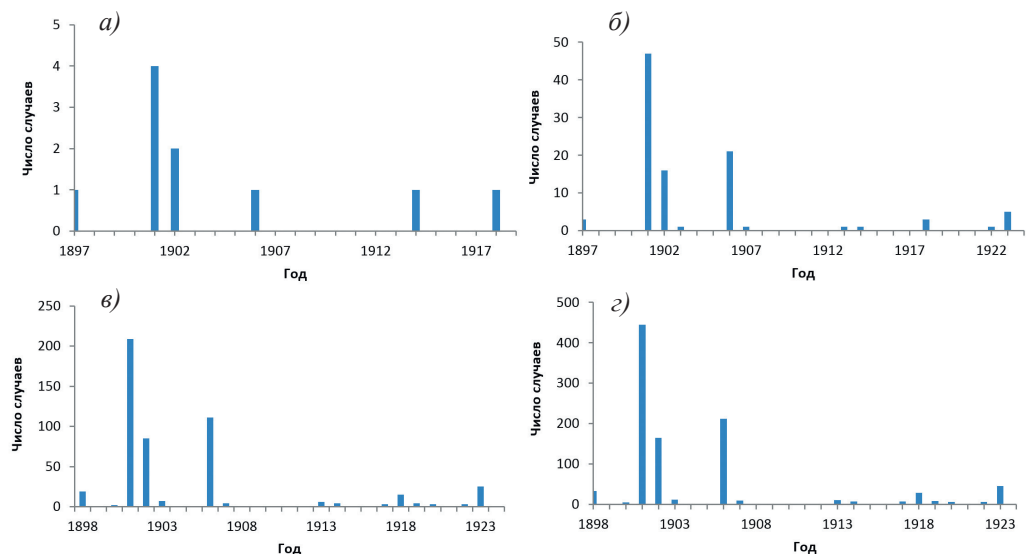 а)
Число случаев
5
4
3
2
1
0
1897 1902 1907 1912 1917
Год
б)
Число случаев
50
40
30
20
10
0
1897 1902 1907 1912 1917 1922
Год
в)
Число случаев
250
200
150
100
50
0
1898 1903 1908 1913 1918 1923
Год
г)
Число случаев
500
400
300
200
100
0
1898 1903 1908 1913 1918 1923
Год